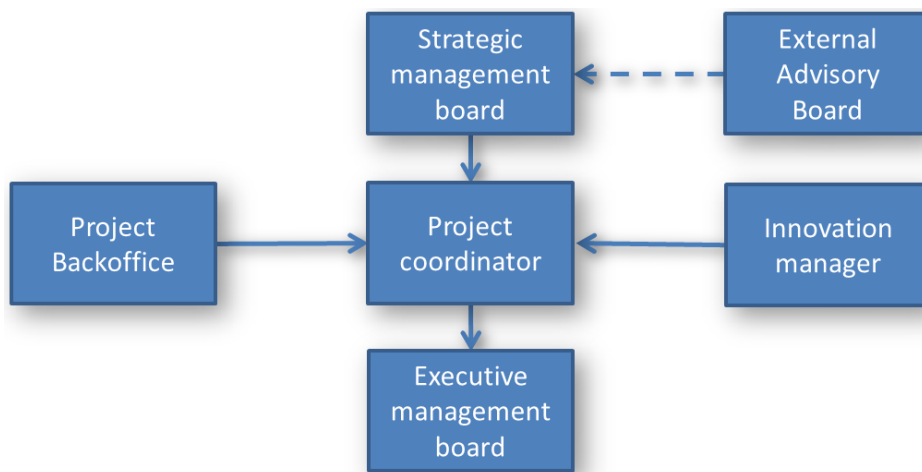 Strategic
management
board
External
Advisory
Board
Project
Backoffice
Project
coordinator
Innovation
manager
Executive
management
board